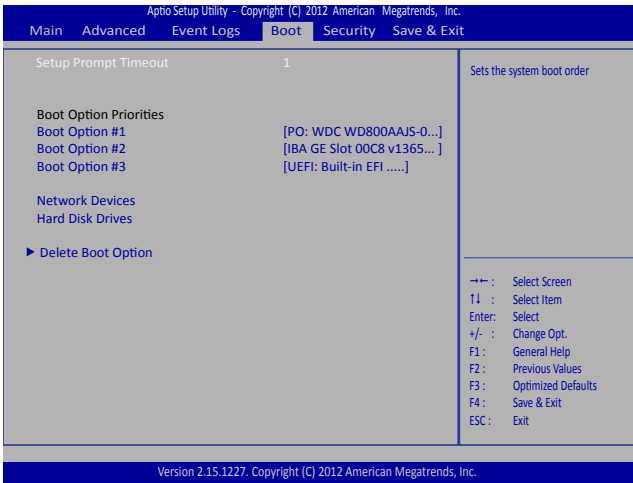 Aptio Setup Utility - Copyright (C) 2012 American Megatrends, Inc.
Main Advanced Event Logs Boot Security Save & Exit
Setup Prompt Timeout 1
Boot Option Priorities
Boot Option #1 [PO: WDC WD800AAJS-0...]
Boot Option #2 [IBA GE Slot 00C8 v1365... ]
Boot Option #3 [UEFI: Built-in EFI .....]
Network Devices
Hard Disk Drives
▶ Delete Boot Option
Sets the system boot order
→← : Select Screen
↑↓ : Select Item
Enter: Select
+/- : Change Opt.
F1 : General Help
F2 : Previous Values
F3 : Optimized Defaults
F4 : Save & Exit
ESC : Exit
Version 2.15.1227. Copyright (C) 2012 American Megatrends, Inc.